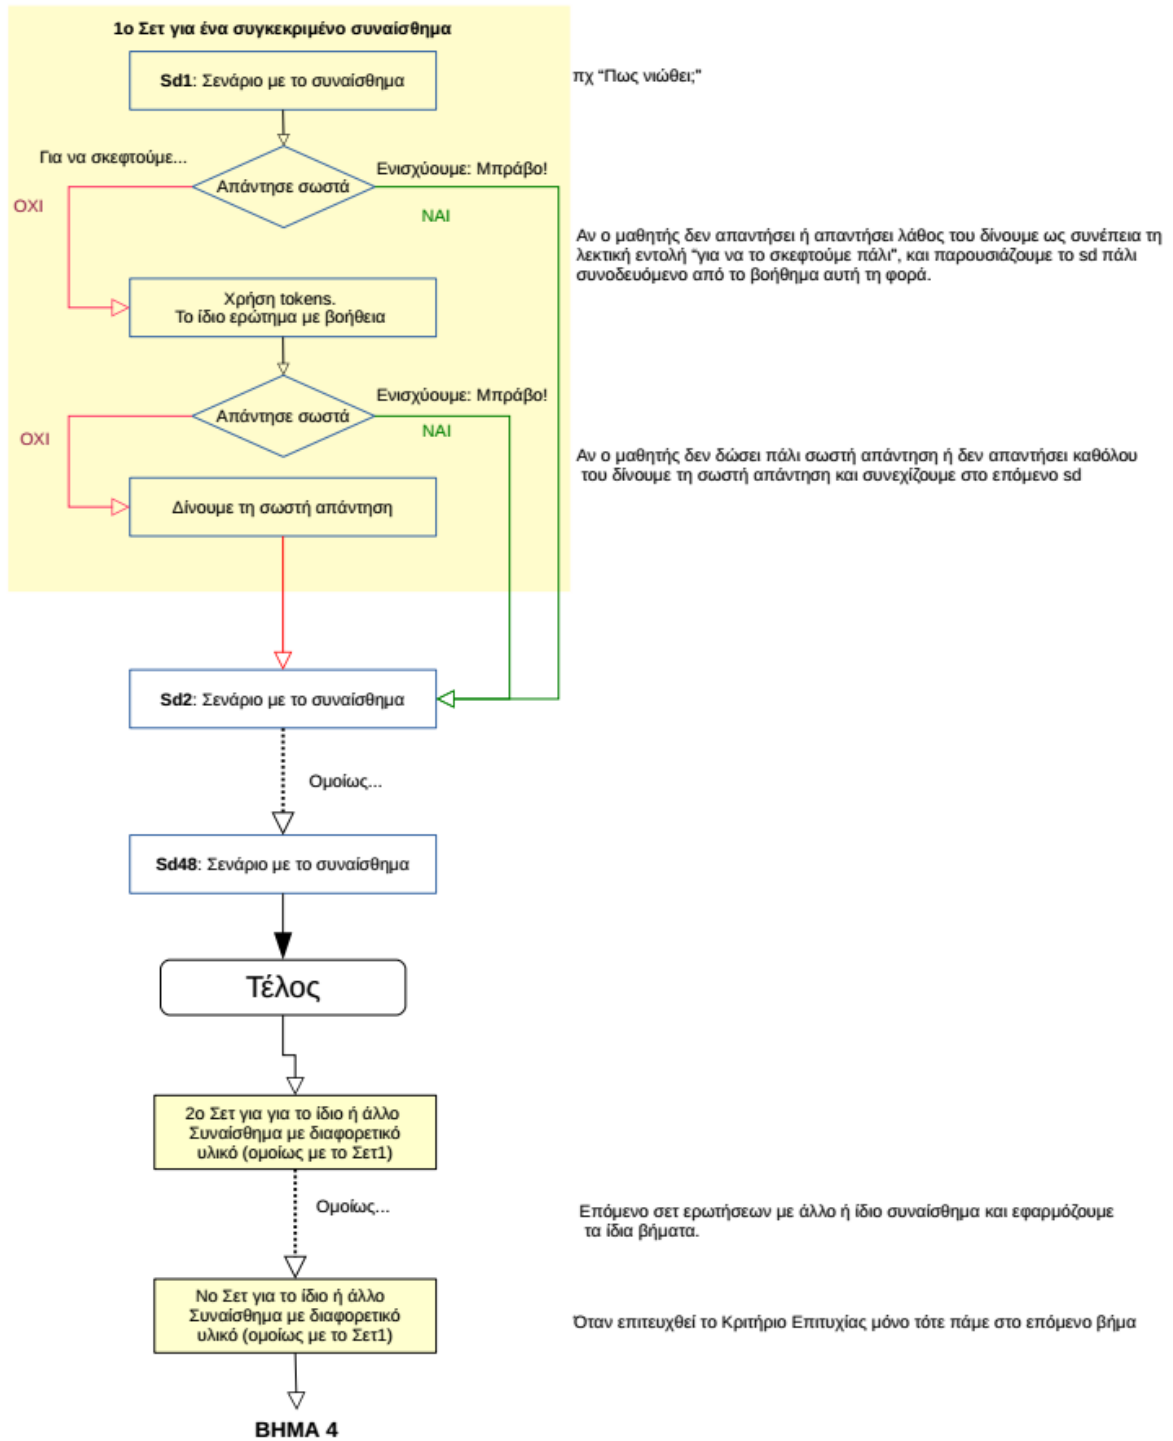 1ο Σετ για ένα συγκεκριμένο συναίσθημα
Sd1: Σενάριο με το συναίσθημα
πχ “Πως νιώθει;"
Για να σκεφτούμε...
Ενισχύουμε: Μπράβο!
Απάντησε σωστά
ΟΧΙ
ΝΑΙ
Αν ο μαθητής δεν απαντήσει ή απαντήσει λάθος του δίνουμε ως συνέπεια τη
λεκτική εντολή “για να το σκεφτούμε πάλι", και παρουσιάζουμε το sd πάλι
συνοδευόμενο από το βοήθημα αυτή τη φορά.
Χρήση tokens.
Το ίδιο ερώτημα με βοήθεια
Ενισχύουμε: Μπράβο!
Απάντησε σωστά
ΟΧΙ
ΝΑΙ
Αν ο μαθητής δεν δώσει πάλι σωστή απάντηση ή δεν απαντήσει καθόλου
του δίνουμε τη σωστή απάντηση και συνεχίζουμε στο επόμενο sd
Δίνουμε τη σωστή απάντηση
Sd2: Σενάριο με το συναίσθημα
Ομοίως...
Sd48: Σενάριο με το συναίσθημα
Τέλος
2ο Σετ για για το ίδιο ή άλλο
Συναίσθημα με διαφορετικό
υλικό (ομοίως με το Σετ1)
Ομοίως...
Επόμενο σετ ερωτήσεων με άλλο ή ίδιο συναίσθημα και εφαρμόζουμε
τα ίδια βήματα.
Νο Σετ για το ίδιο ή άλλο
Συναίσθημα με διαφορετικό
υλικό (ομοίως με το Σετ1)
Όταν επιτευχθεί το Κριτήριο Επιτυχίας μόνο τότε πάμε στο επόμενο βήμα
ΒΗΜΑ 4